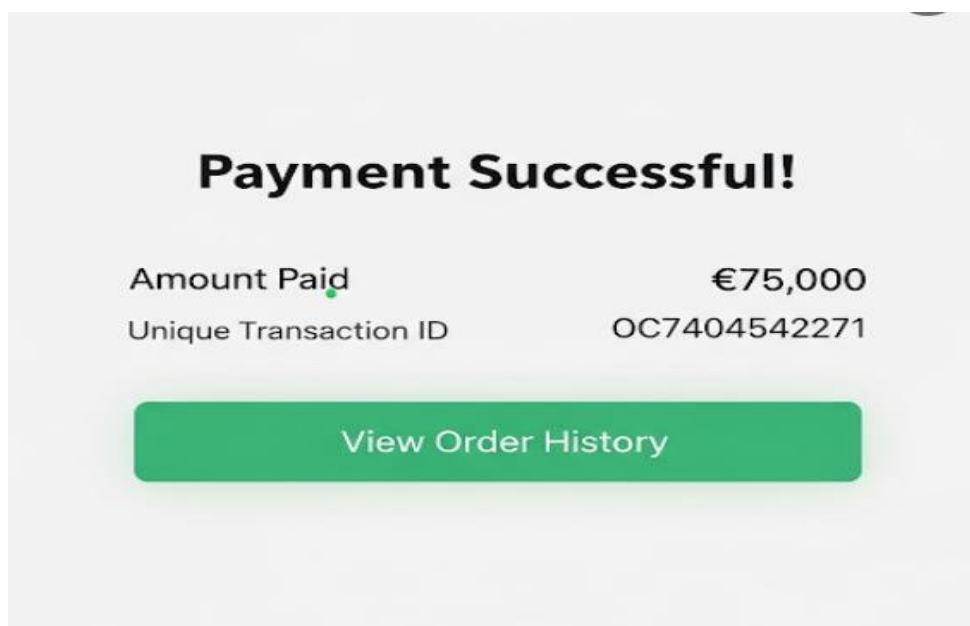 Payment Successful!
Amount Paid €75,000
Unique Transaction ID OC7404542271
View Order History